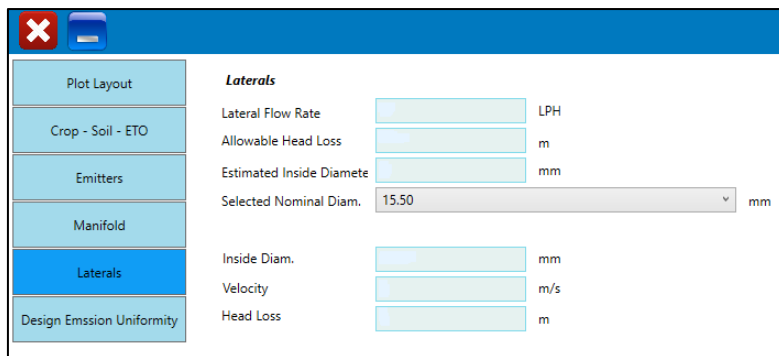 Plot Layout
Crop - Soil - ETO
Emitters
Manifold
Laterals
Design Emssion Uniformity
Laterals
Lateral Flow Rate LPH
Allowable Head Loss m
Estimated Inside Diamete mm
Selected Nominal Diam. 15.50 mm
Inside Diam. mm
Velocity m/s
Head Loss m